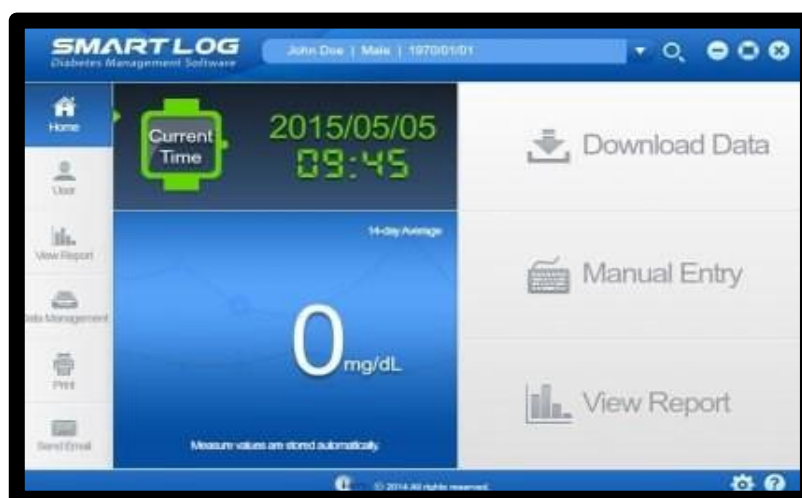 SMART LOG
Diabetes Management Software
John Doe | Male | 1970/01/01
Home
User
View Report
Data Management
Print
Send Email
Current
Time
2015/05/05
09:45
14-day Average
0 mg/dL
Measure values are stored automatically.
Download Data
Manual Entry
View Report
© 2014 All rights reserved.